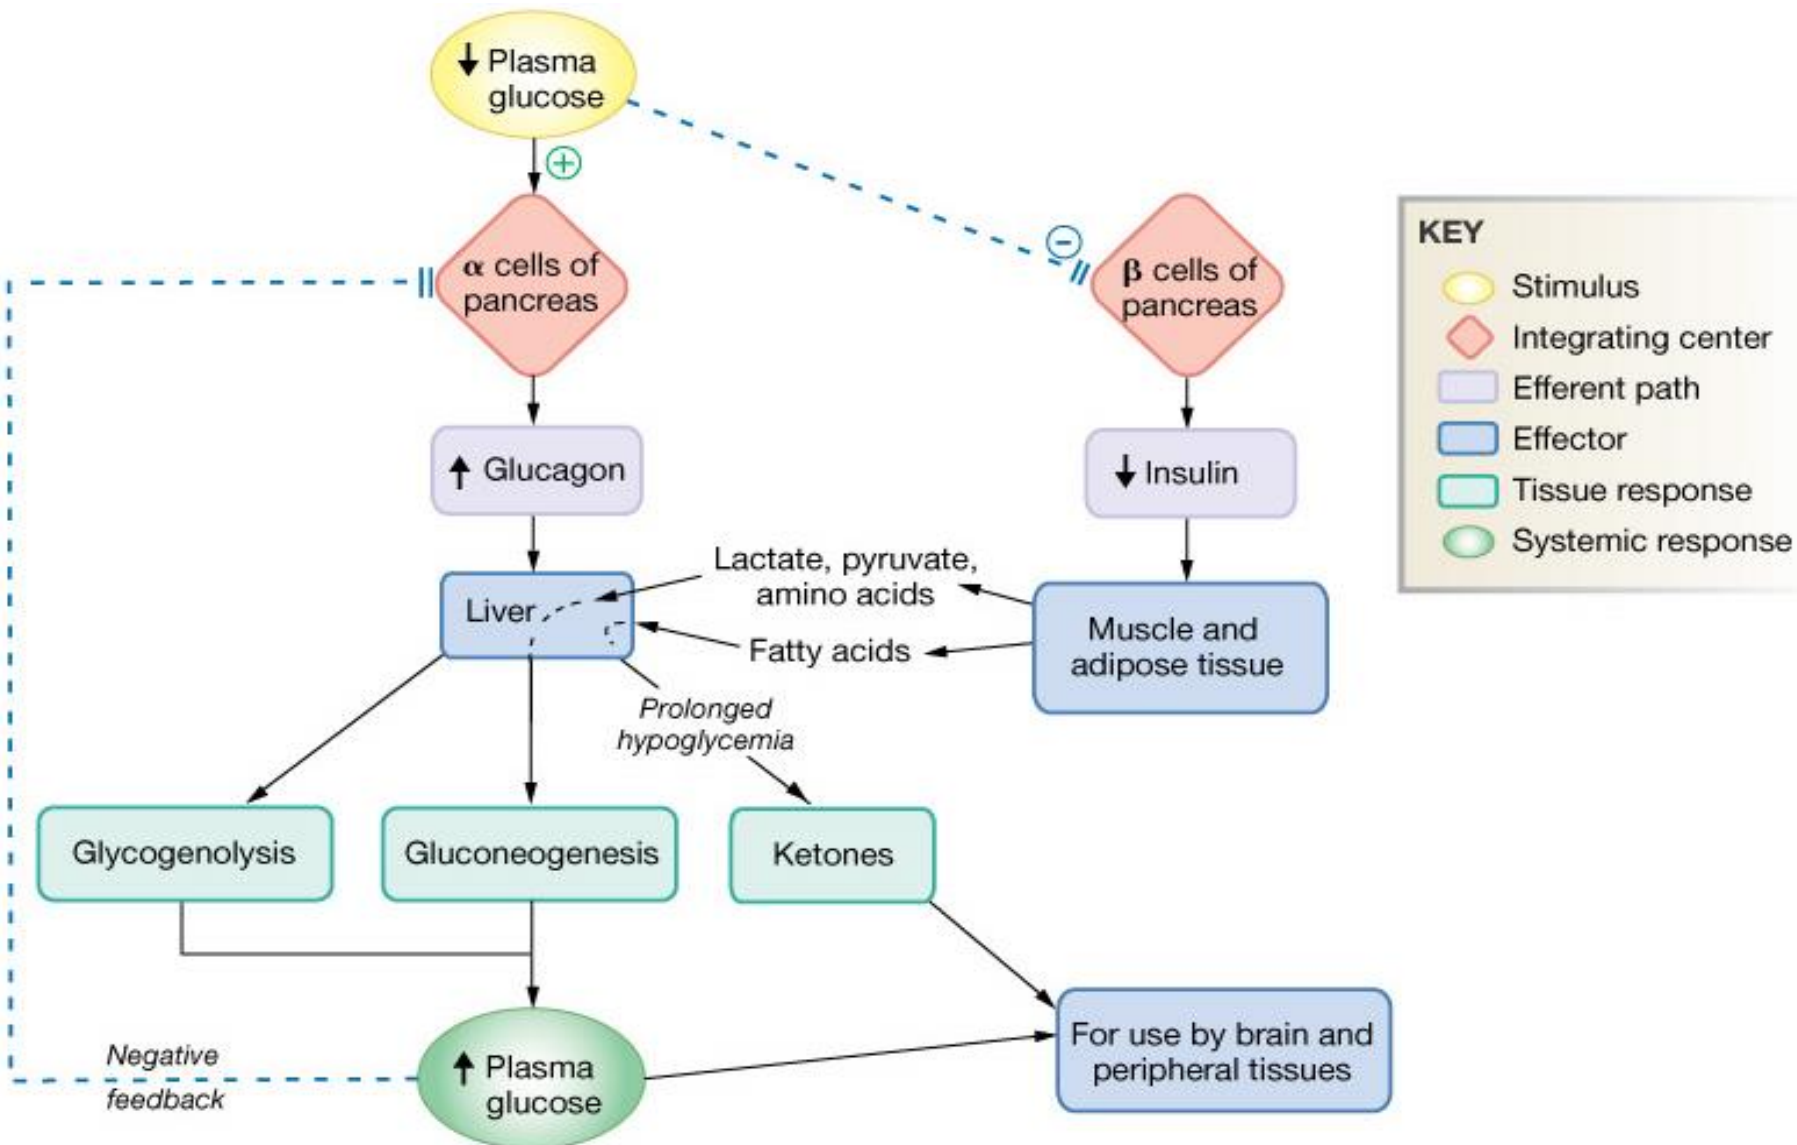 ↓ Plasma
glucose
+
α cells of
pancreas
−
β cells of
pancreas
KEY
Stimulus
Integrating center
Efferent path
Effector
Tissue response
Systemic response
↑ Glucagon
↓ Insulin
Liver
Lactate, pyruvate,
amino acids
Fatty acids
Muscle and
adipose tissue
Prolonged
hypoglycemia
Glycogenolysis
Gluconeogenesis
Ketones
Negative
feedback
↑ Plasma
glucose
For use by brain and
peripheral tissues